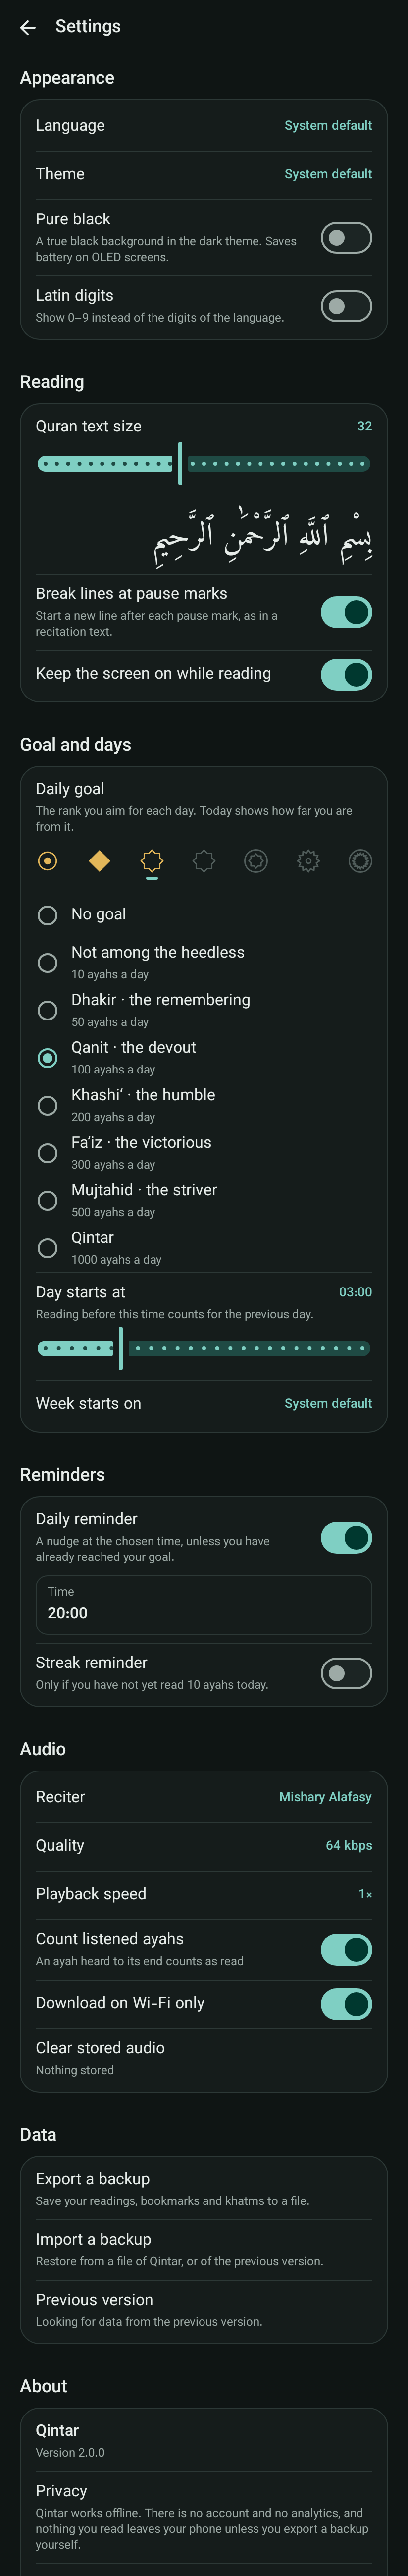 Settings
Appearance
Language
System default
Theme
System default
Pure black
A true black background in the dark theme. Saves
battery on OLED screens.
Latin digits
Show 0–9 instead of the digits of the language.
Reading
Quran text size
32
بِسْمِ ٱللَّهِ ٱلرَّحْمَٰنِ ٱلرَّحِيمِ
Break lines at pause marks
Start a new line after each pause mark, as in a
recitation text.
Keep the screen on while reading
Goal and days
Daily goal
The rank you aim for each day. Today shows how far you are
from it.
No goal
Not among the heedless
10 ayahs a day
Dhakir · the remembering
50 ayahs a day
Qanit · the devout
100 ayahs a day
Khashiʻ · the humble
200 ayahs a day
Fa’iz · the victorious
300 ayahs a day
Mujtahid · the striver
500 ayahs a day
Qintar
1000 ayahs a day
Day starts at
03:00
Reading before this time counts for the previous day.
Week starts on
System default
Reminders
Daily reminder
A nudge at the chosen time, unless you have
already reached your goal.
Time
20:00
Streak reminder
Only if you have not yet read 10 ayahs today.
Audio
Reciter
Mishary Alafasy
Quality
64 kbps
Playback speed
1×
Count listened ayahs
An ayah heard to its end counts as read
Download on Wi-Fi only
Clear stored audio
Nothing stored
Data
Export a backup
Save your readings, bookmarks and khatms to a file.
Import a backup
Restore from a file of Qintar, or of the previous version.
Previous version
Looking for data from the previous version.
About
Qintar
Version 2.0.0
Privacy
Qintar works offline. There is no account and no analytics, and
nothing you read leaves your phone unless you export a backup
yourself.